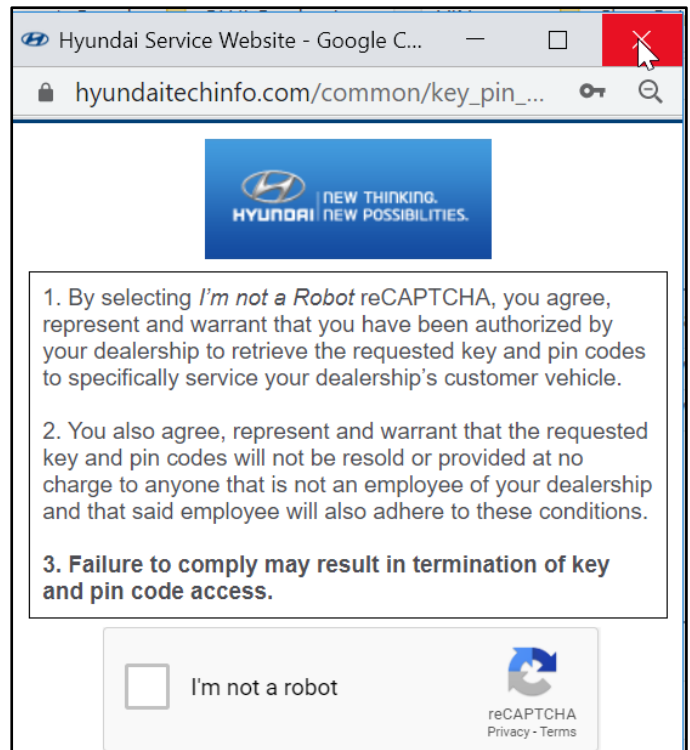 Hyundai Service Website - Google C...
hyundaitechinfo.com/common/key_pin_...
HYUNDAI
NEW THINKING.
NEW POSSIBILITIES.
1. By selecting I'm not a Robot reCAPTCHA, you agree,
represent and warrant that you have been authorized by
your dealership to retrieve the requested key and pin codes
to specifically service your dealership's customer vehicle.
2. You also agree, represent and warrant that the requested
key and pin codes will not be resold or provided at no
charge to anyone that is not an employee of your dealership
and that said employee will also adhere to these conditions.
3. Failure to comply may result in termination of key
and pin code access.
I'm not a robot
reCAPTCHA
Privacy - Terms